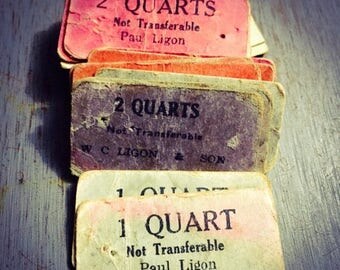 2 QUARTS
Not Transferable
Paul Ligon
2 QUARTS
Not Transferable
W C LIGON & SON
1 QUART
1 QUART
Not Transferable
Paul Ligon